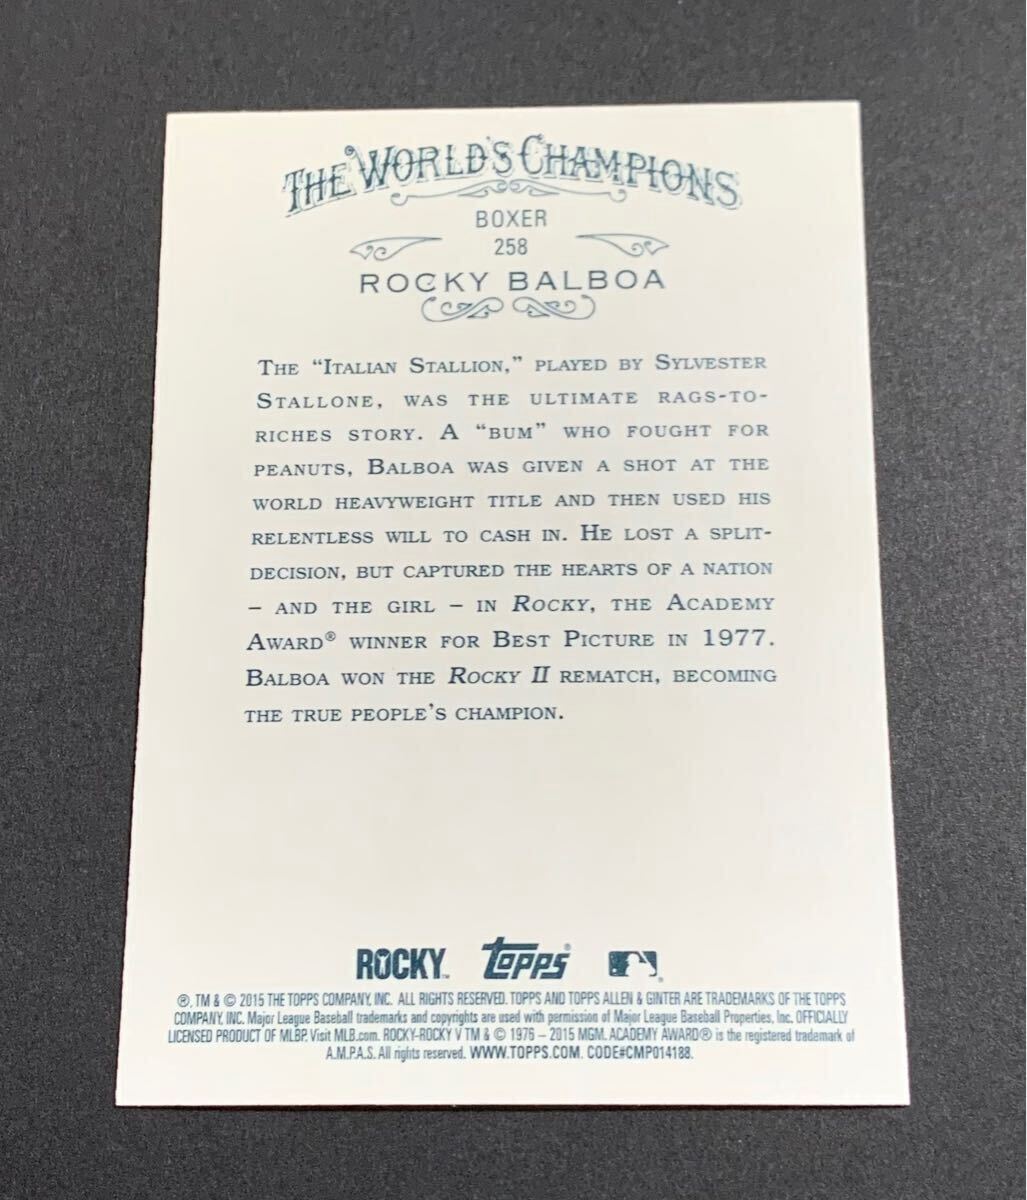 THE WORLD'S CHAMPIONS
BOXER
258
ROCKY BALBOA
THE “ITALIAN STALLION,” PLAYED BY SYLVESTER
STALLONE, WAS THE ULTIMATE RAGS-TO-
RICHES STORY. A “BUM” WHO FOUGHT FOR
PEANUTS, BALBOA WAS GIVEN A SHOT AT THE
WORLD HEAVYWEIGHT TITLE AND THEN USED HIS
RELENTLESS WILL TO CASH IN. HE LOST A SPLIT-
DECISION, BUT CAPTURED THE HEARTS OF A NATION
– AND THE GIRL – IN ROCKY, THE ACADEMY
AWARD® WINNER FOR BEST PICTURE IN 1977.
BALBOA WON THE ROCKY II REMATCH, BECOMING
THE TRUE PEOPLE'S CHAMPION.
ROCKY™ topps® ®
®, TM & © 2015 THE TOPPS COMPANY, INC. ALL RIGHTS RESERVED. TOPPS AND TOPPS ALLEN & GINTER ARE TRADEMARKS OF THE TOPPS
COMPANY, INC. Major League Baseball trademarks and copyrights are used with permission of Major League Baseball Properties, Inc. OFFICIALLY
LICENSED PRODUCT OF MLBP. Visit MLB.com. ROCKY-ROCKY V TM & © 1976 – 2015 MGM. ACADEMY AWARD® is the registered trademark of
A.M.P.A.S. All rights reserved. WWW.TOPPS.COM. CODE#CMP014188.